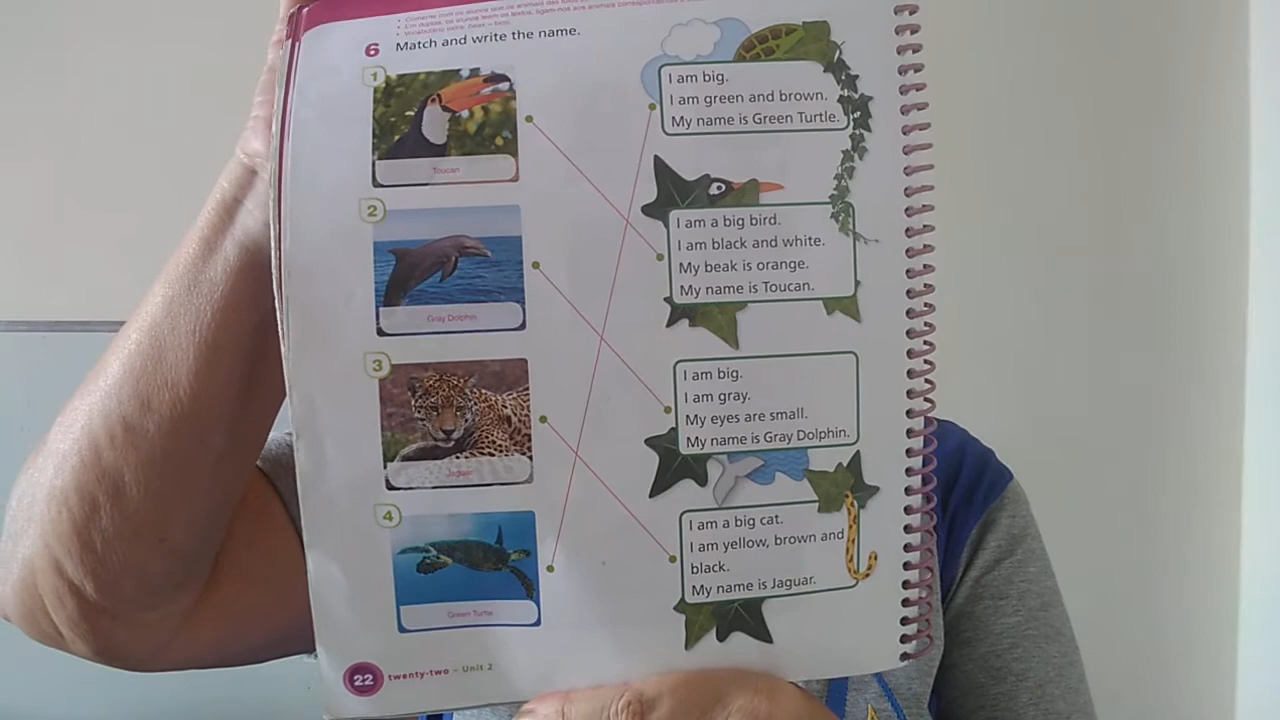 6 Match and write the name.
1
Toucan
2
Gray Dolphin
3
Jaguar
4
Green Turtle
I am big.
I am green and brown.
My name is Green Turtle.
I am a big bird.
I am black and white.
My beak is orange.
My name is Toucan.
I am big.
I am gray.
My eyes are small.
My name is Gray Dolphin.
I am a big cat.
I am yellow, brown and
black.
My name is Jaguar.
22 twenty-two – Unit 2